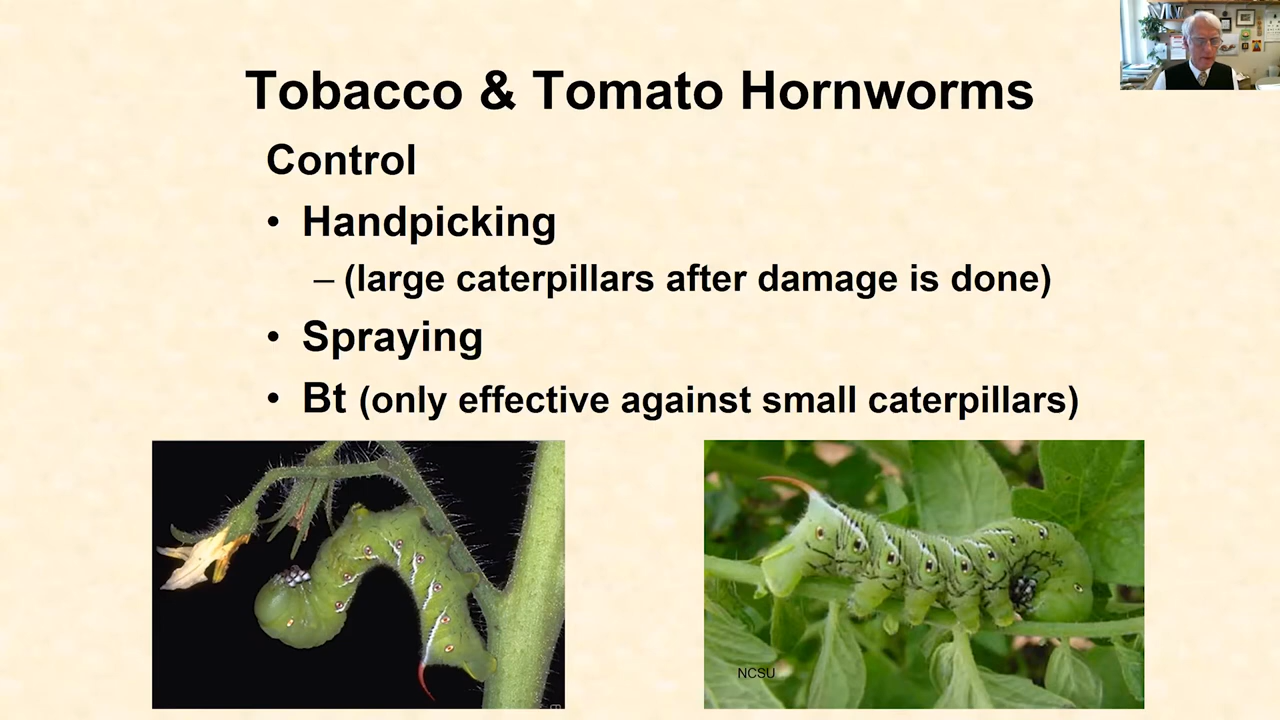 Tobacco & Tomato Hornworms
Control
• Handpicking
– (large caterpillars after damage is done)
• Spraying
• Bt (only effective against small caterpillars)
NCSU